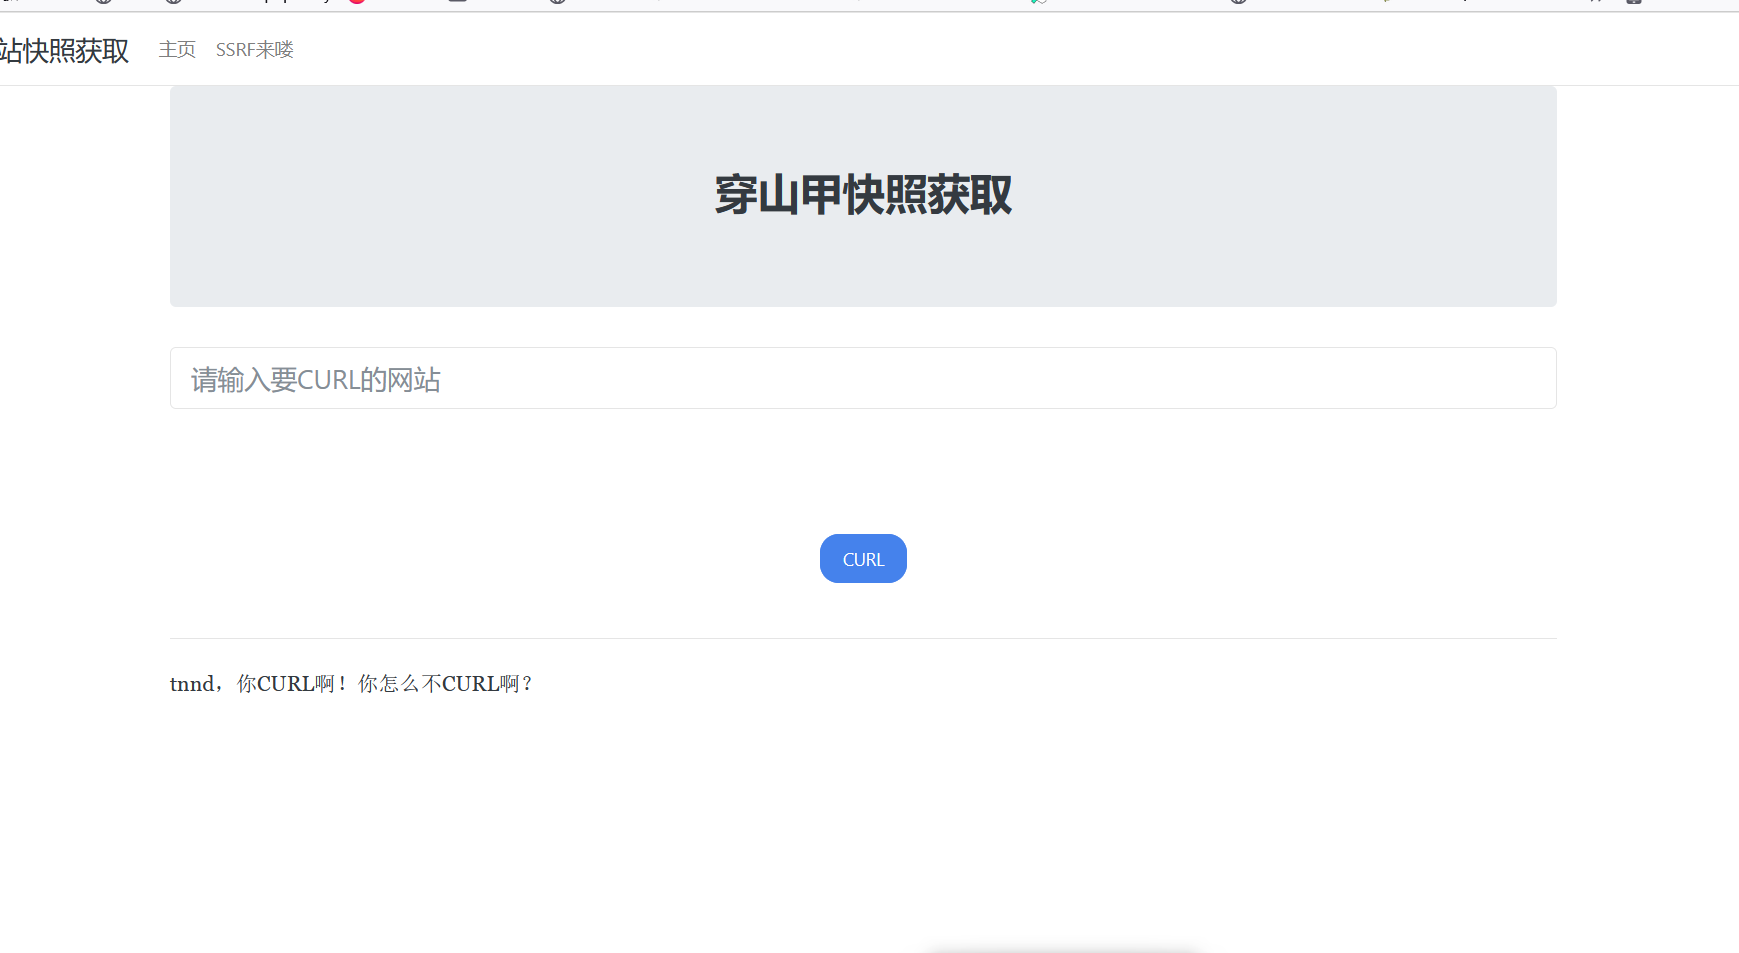 站快照获取 主页 SSRF来喽
穿山甲快照获取
请输入要CURL的网站
CURL
tnnd，你CURL啊！你怎么不CURL啊？